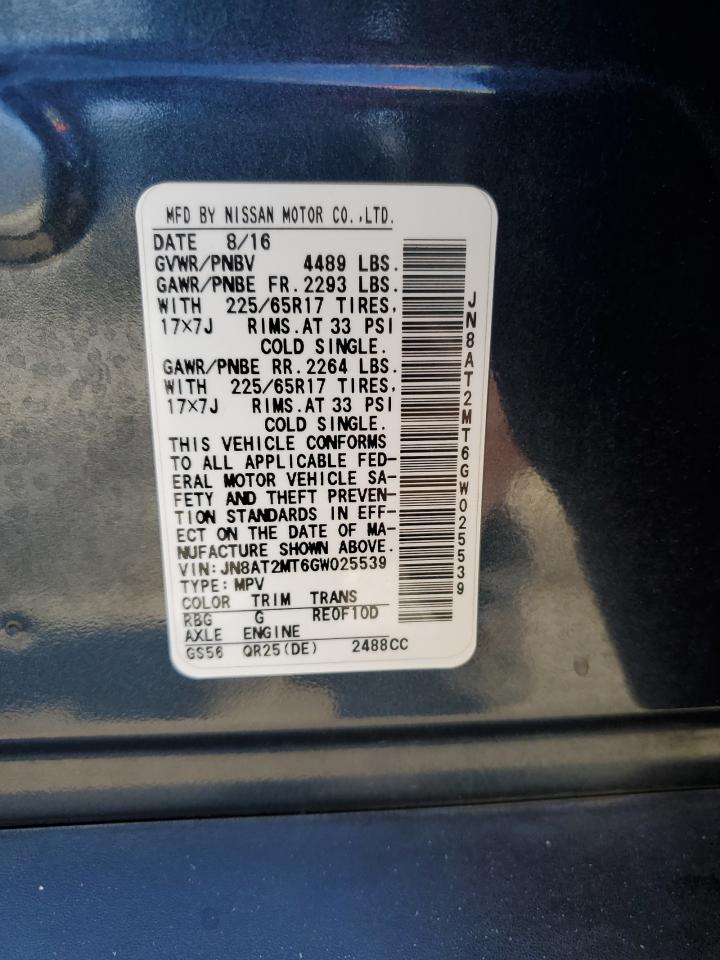 MFD BY NISSAN MOTOR CO.,LTD.
DATE 8/16
GVWR/PNBV 4489 LBS.
GAWR/PNBE FR. 2293 LBS.
WITH 225/65R17 TIRES,
17×7J RIMS.AT 33 PSI
COLD SINGLE.
GAWR/PNBE RR. 2264 LBS.
WITH 225/65R17 TIRES,
17×7J RIMS.AT 33 PSI
COLD SINGLE.
THIS VEHICLE CONFORMS
TO ALL APPLICABLE FED-
ERAL MOTOR VEHICLE SA-
FETY AND THEFT PREVEN-
TION STANDARDS IN EFF-
ECT ON THE DATE OF MA-
NUFACTURE SHOWN ABOVE.
VIN: JN8AT2MT6GW025539
TYPE: MPV
COLOR TRIM TRANS
RBG G RE0F10D
AXLE ENGINE
GS56 QR25(DE) 2488CC
JN8AT2MT6GW025539